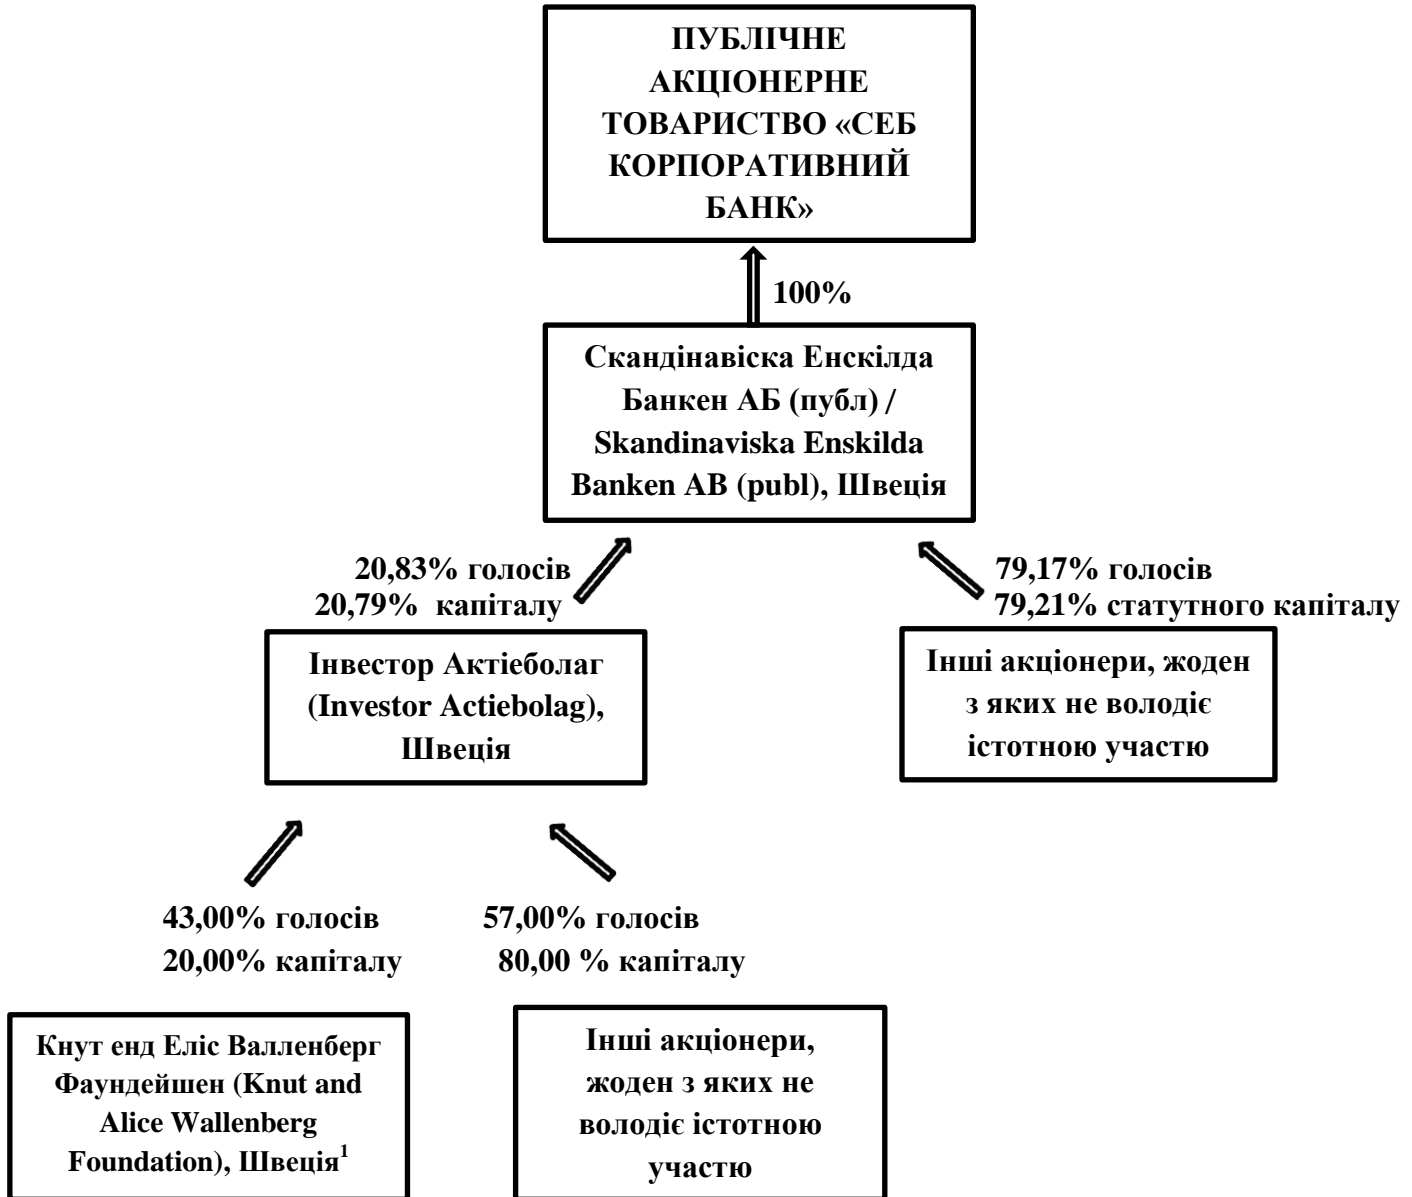 ПУБЛІЧНЕ
АКЦІОНЕРНЕ
ТОВАРИСТВО «СЕБ
КОРПОРАТИВНИЙ
БАНК»
100%
Скандінавіска Енскілда
Банкен АБ (публ) /
Skandinaviska Enskilda
Banken AB (publ), Швеція
20,83% голосів
20,79% капіталу
79,17% голосів
79,21% статутного капіталу
Інвестор Актіеболаг
(Investor Actiebolag),
Швеція
Інші акціонери, жоден
з яких не володіє
істотною участю
43,00% голосів
20,00% капіталу
57,00% голосів
80,00 % капіталу
Кнут енд Еліс Валленберг
Фаундейшен (Knut and
Alice Wallenberg
Foundation), Швеція¹
Інші акціонери,
жоден з яких не
володіє істотною
участю